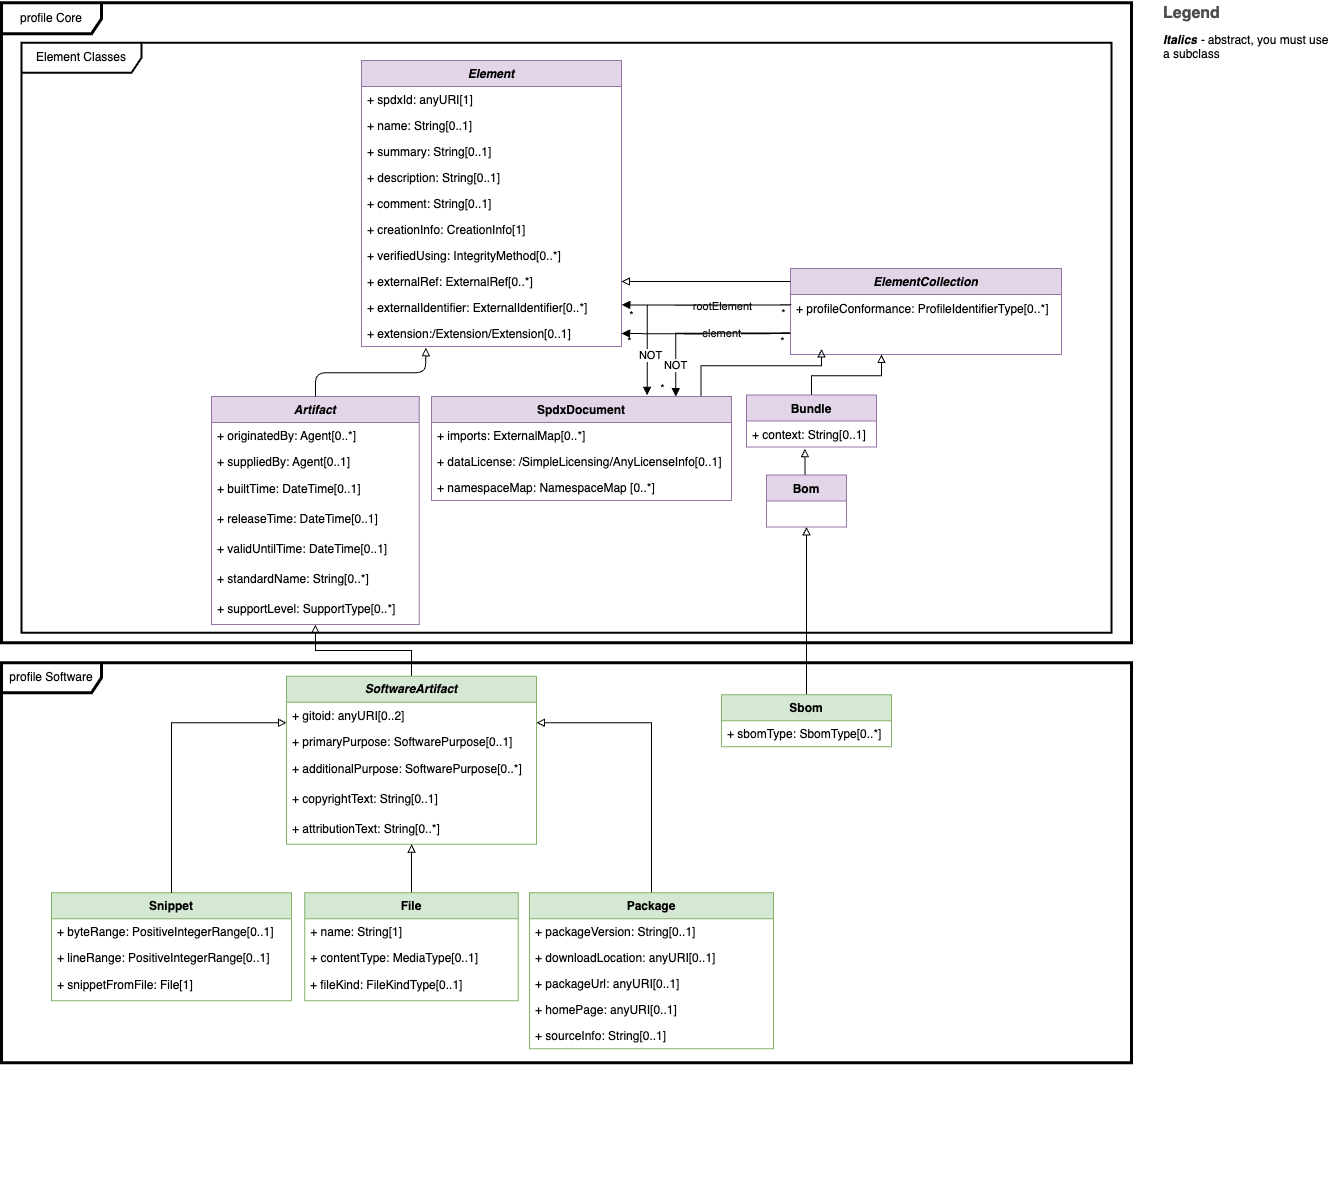 profile Core
Element Classes
Legend
Italics - abstract, you must use
a subclass
Element
+ spdxId: anyURI[1]
+ name: String[0..1]
+ summary: String[0..1]
+ description: String[0..1]
+ comment: String[0..1]
+ creationInfo: CreationInfo[1]
+ verifiedUsing: IntegrityMethod[0..*]
+ externalRef: ExternalRef[0..*]
+ externalIdentifier: ExternalIdentifier[0..*]
+ extension:/Extension/Extension[0..1]
ElementCollection
+ profileConformance: ProfileIdentifierType[0..*]
rootElement
*
*
element
*
*
NOT
NOT
*
Artifact
+ originatedBy: Agent[0..*]
+ suppliedBy: Agent[0..1]
+ builtTime: DateTime[0..1]
+ releaseTime: DateTime[0..1]
+ validUntilTime: DateTime[0..1]
+ standardName: String[0..*]
+ supportLevel: SupportType[0..*]
SpdxDocument
+ imports: ExternalMap[0..*]
+ dataLicense: /SimpleLicensing/AnyLicenseInfo[0..1]
+ namespaceMap: NamespaceMap [0..*]
Bundle
+ context: String[0..1]
Bom
profile Software
SoftwareArtifact
+ gitoid: anyURI[0..2]
+ primaryPurpose: SoftwarePurpose[0..1]
+ additionalPurpose: SoftwarePurpose[0..*]
+ copyrightText: String[0..1]
+ attributionText: String[0..*]
Sbom
+ sbomType: SbomType[0..*]
Snippet
+ byteRange: PositiveIntegerRange[0..1]
+ lineRange: PositiveIntegerRange[0..1]
+ snippetFromFile: File[1]
File
+ name: String[1]
+ contentType: MediaType[0..1]
+ fileKind: FileKindType[0..1]
Package
+ packageVersion: String[0..1]
+ downloadLocation: anyURI[0..1]
+ packageUrl: anyURI[0..1]
+ homePage: anyURI[0..1]
+ sourceInfo: String[0..1]